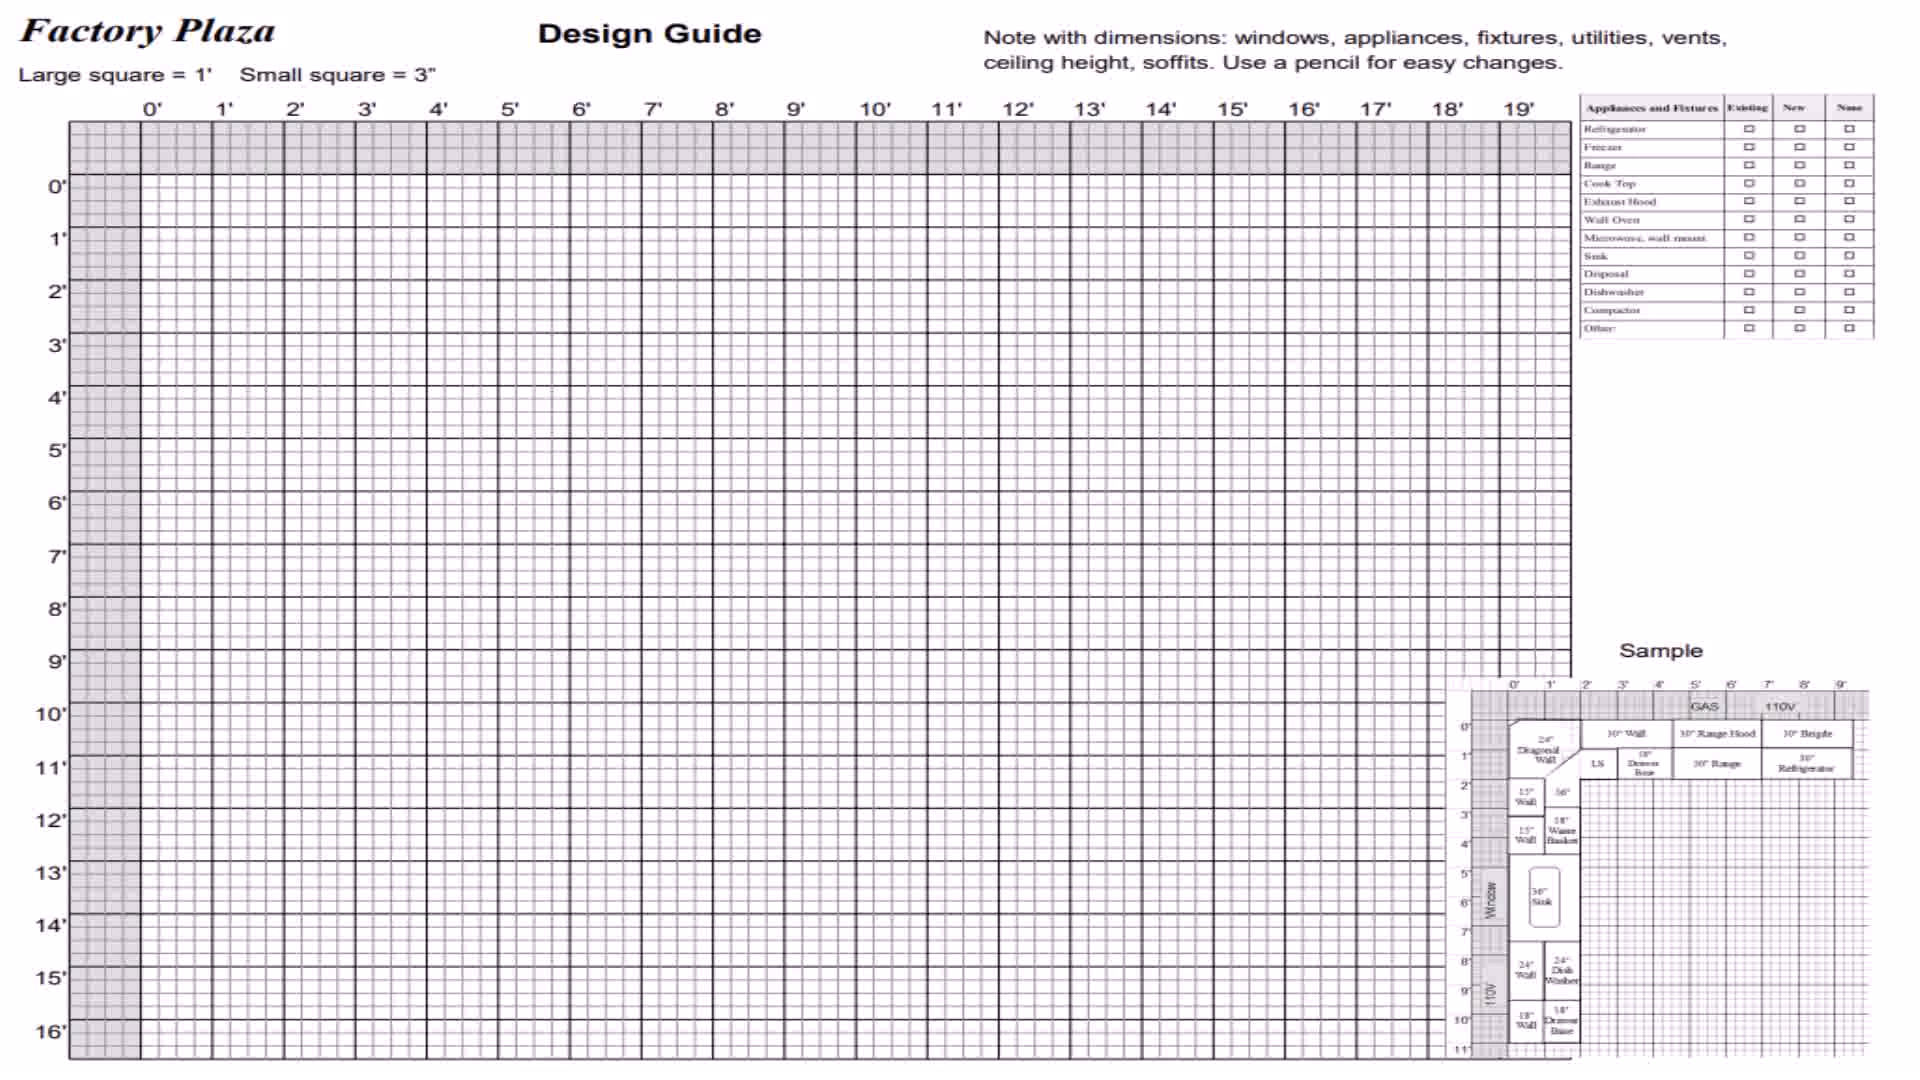 Factory Plaza
Design Guide
Note with dimensions: windows, appliances, fixtures, utilities, vents,
ceiling height, soffits. Use a pencil for easy changes.
Large square = 1' Small square = 3"
0' 1' 2' 3' 4' 5' 6' 7' 8' 9' 10' 11' 12' 13' 14' 15' 16' 17' 18' 19'
Appliances and Fixtures Existing New None
Refrigerator
Freezer
Range
Cook Top
Exhaust Hood
Wall Oven
Microwave, wall mount
Sink
Disposal
Dishwasher
Compactor
Other:
0'
1'
2'
3'
4'
5'
6'
7'
8'
9'
10'
11'
12'
13'
14'
15'
16'
Sample
0' 1' 2' 3' 4' 5' 6' 7' 8' 9'
GAS 110V
0'
1'
2'
3'
4'
5'
6'
7'
8'
9'
10'
11'
24"
Diagonal
Wall
30" Wall
30" Range Hood
30" Bridge
LS
18"
Drawer
Base
30" Range
30"
Refrigerator
15"
Wall
36"
15"
Wall
18"
Waste
Basket
Window
36"
Sink
110V
24"
Wall
24"
Dish
Washer
18"
Wall
18"
Drawer
Base